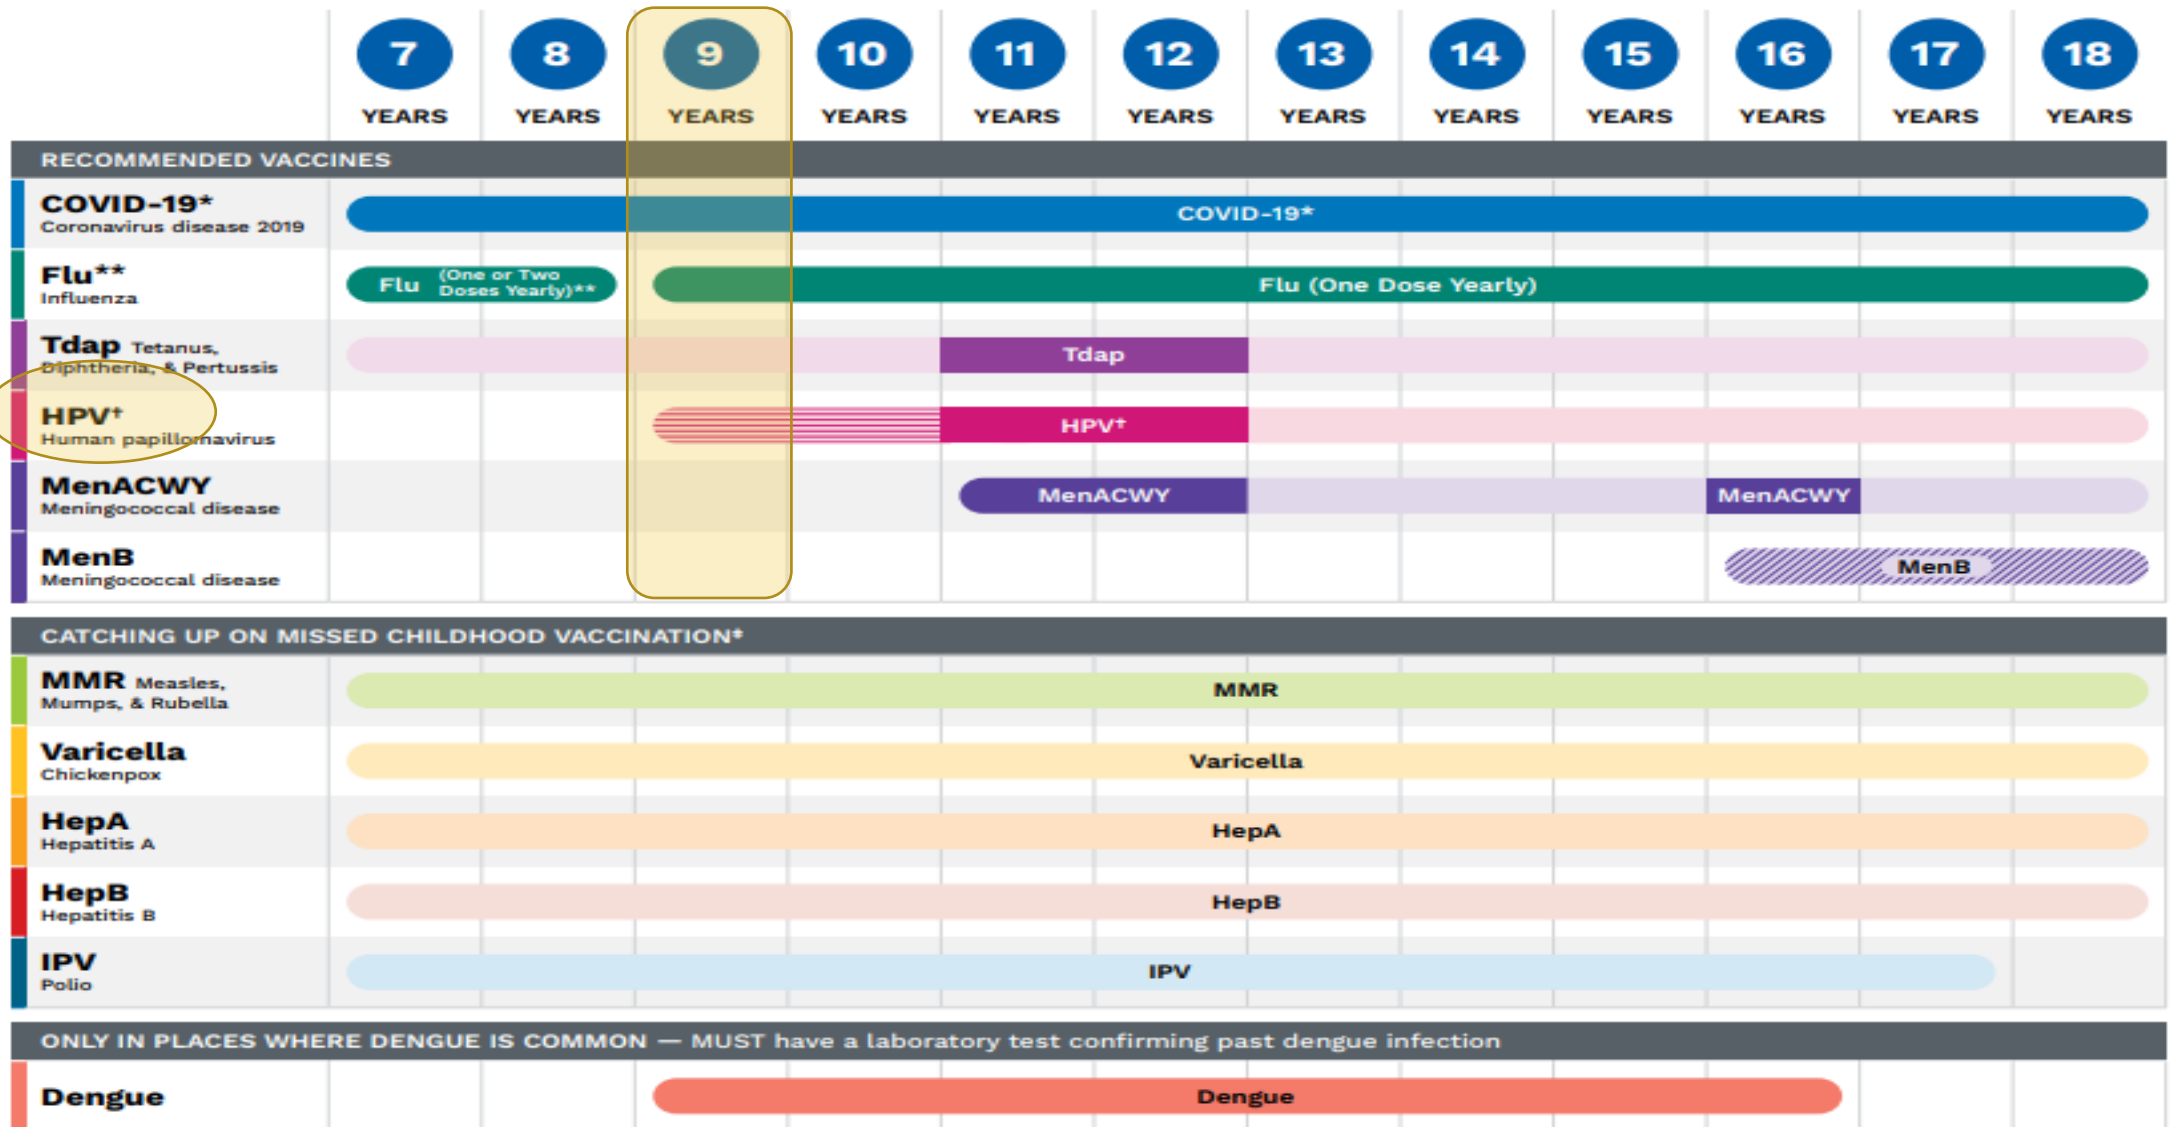 7 8 9 10 11 12 13 14 15 16 17 18
YEARS YEARS YEARS YEARS YEARS YEARS YEARS YEARS YEARS YEARS YEARS YEARS
RECOMMENDED VACCINES
COVID-19*
Coronavirus disease 2019
COVID-19*
Flu**
Influenza
Flu (One or Two
Doses Yearly)**
Flu (One Dose Yearly)
Tdap Tetanus,
Diphtheria, & Pertussis
Tdap
HPV†
Human papillomavirus
HPV†
MenACWY
Meningococcal disease
MenACWY
MenACWY
MenB
Meningococcal disease
MenB
CATCHING UP ON MISSED CHILDHOOD VACCINATION‡
MMR Measles,
Mumps, & Rubella
MMR
Varicella
Chickenpox
Varicella
HepA
Hepatitis A
HepA
HepB
Hepatitis B
HepB
IPV
Polio
IPV
ONLY IN PLACES WHERE DENGUE IS COMMON — MUST have a laboratory test confirming past dengue infection
Dengue
Dengue